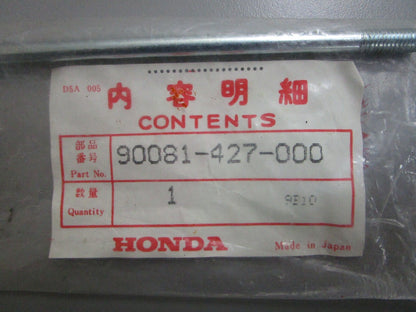 DSA 005
内容明細
CONTENTS
部品
番号 90081-427-000
Part No.
数量 1 9E10
Quantity
HONDA Made in Japan